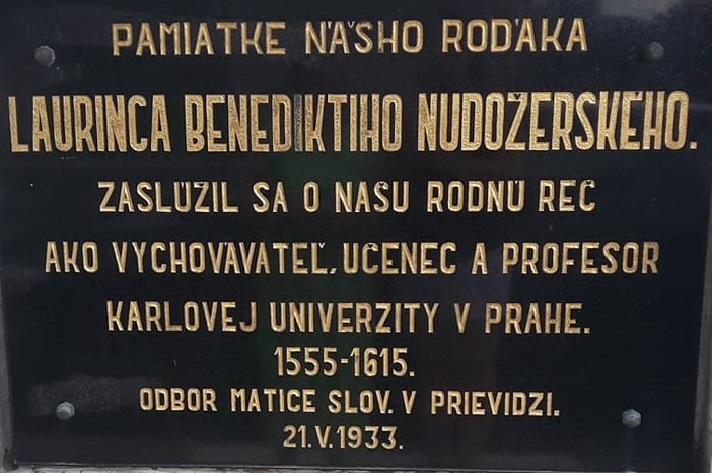 PAMIATKE NÁŠHO RODÁKA
LAURINCA BENEDIKTIHO NUDOŽERSKÉHO.
ZASLÚŽIL SA O NAŠU RODNÚ REČ
AKO VYCHOVÁVATEĽ, UČENEC A PROFESOR
KARLOVEJ UNIVERZITY V PRAHE.
1555-1615.
ODBOR MATICE SLOV. V PRIEVIDZI.
21.V.1933.